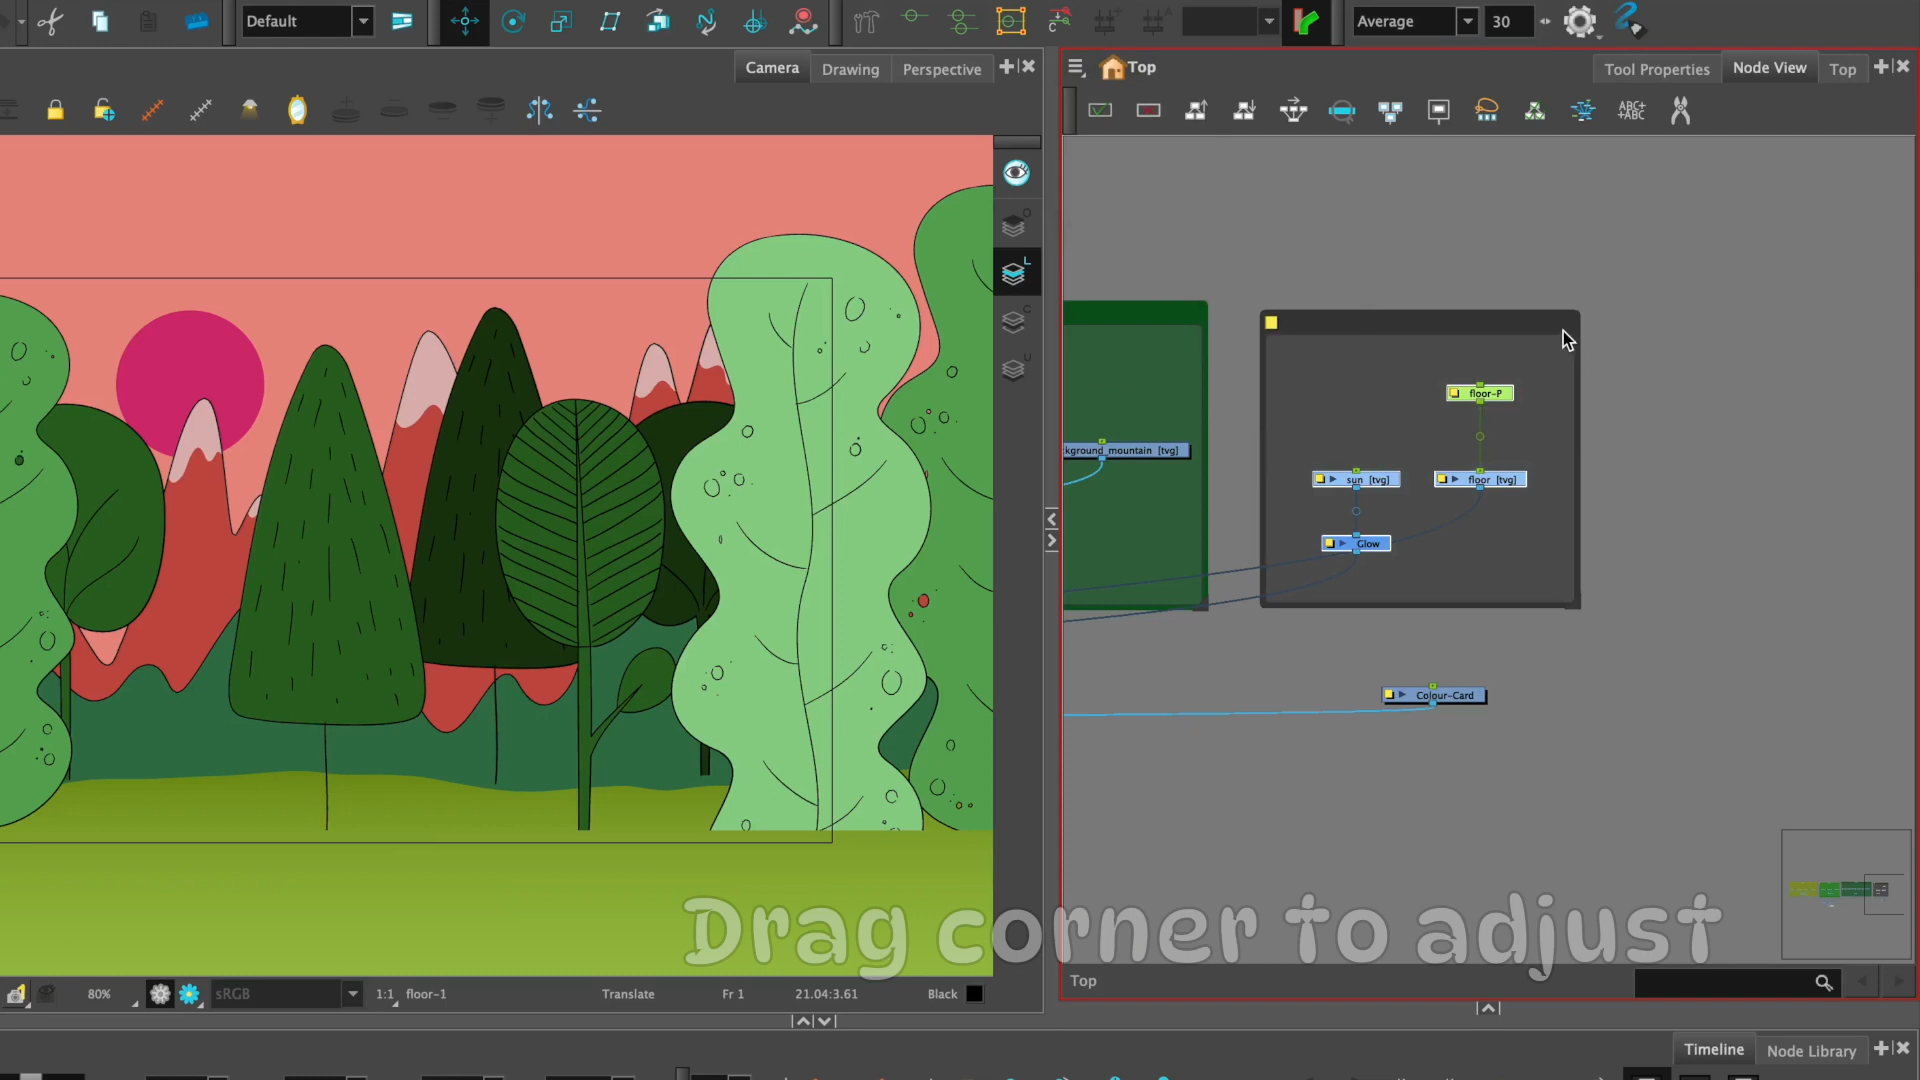 Default
Average
30
Camera
Drawing
Perspective
Top
Tool Properties
Node View
Top
ABC+
+ABC
O
L
C
U
floor-P
kground_mountain [tvg]
sun [tvg]
floor [tvg]
Glow
Colour-Card
Drag corner to adjust
Top
80%
sRGB
1:1
floor-1
Translate
Fr 1
21.04:3.61
Black
Timeline
Node Library